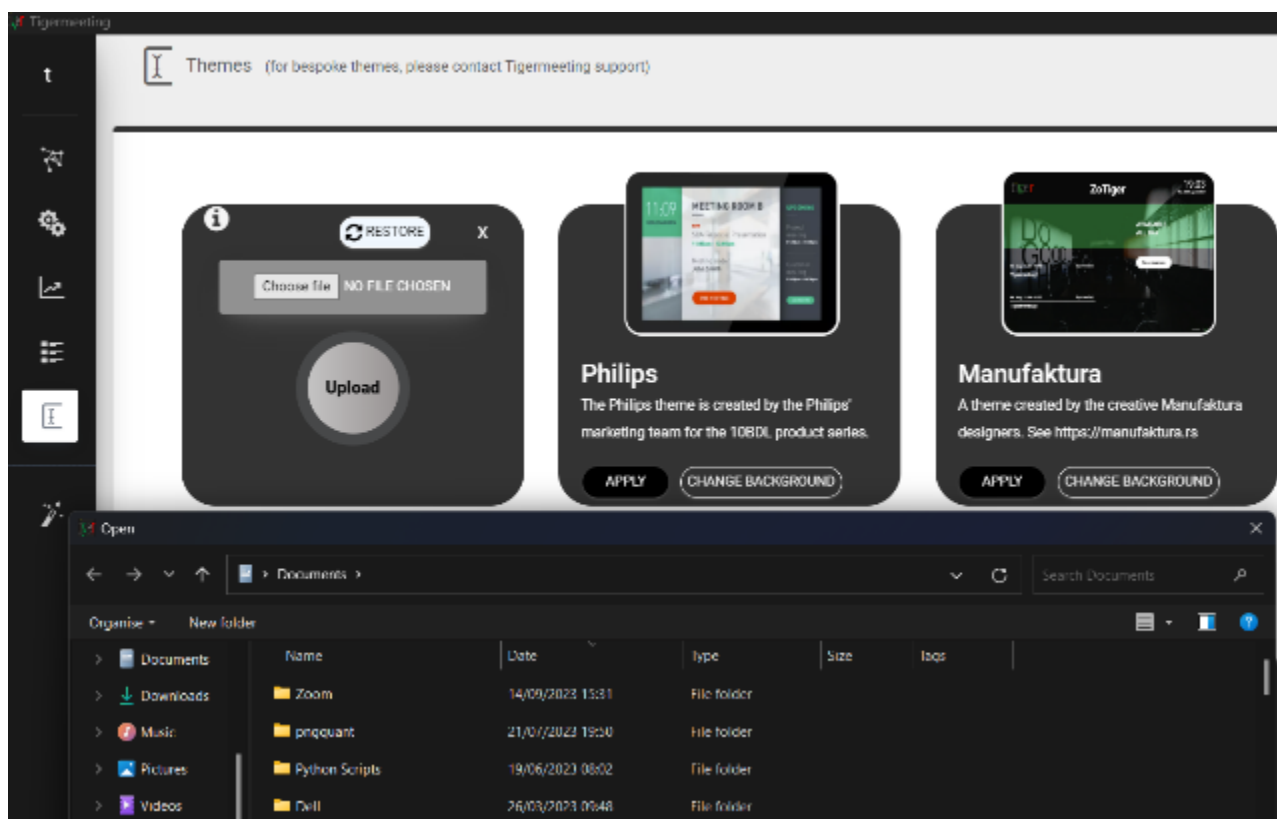 Tigermeeting
t
Themes (for bespoke themes, please contact Tigermeeting support)
RESTORE
X
Choose file NO FILE CHOSEN
Upload
11:09
MEETING ROOM B
Philips
The Philips theme is created by the Philips'
marketing team for the 10BDL product series.
APPLY
CHANGE BACKGROUND
Tiger
ZoTiger
19:33
Manufaktura
A theme created by the creative Manufaktura
designers. See https://manufaktura.rs
APPLY
CHANGE BACKGROUND
Open
Documents
Search Documents
Organise
New folder
Name Date Type Size Tags
Documents
Downloads
Music
Pictures
Videos
Zoom 14/09/2023 15:31 File folder
pngquant 21/07/2023 19:50 File folder
Python Scripts 19/06/2023 08:02 File folder
Dell 26/03/2023 09:48 File folder